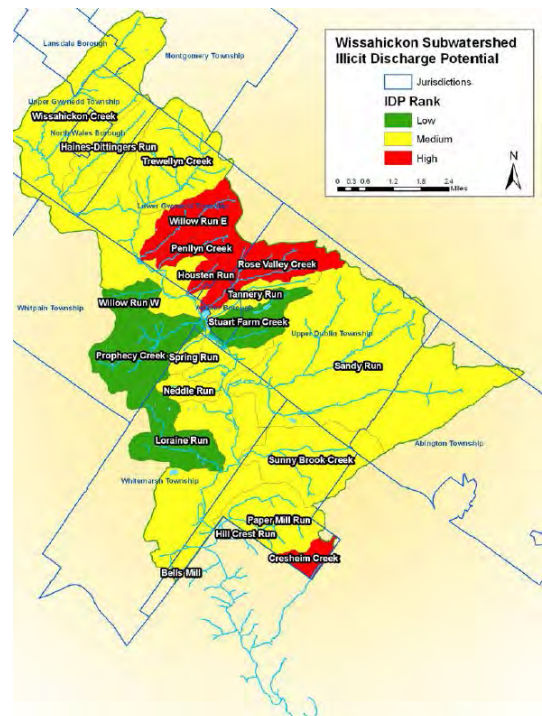 Wissahickon Subwatershed
Illicit Discharge Potential
Jurisdictions
IDP Rank
Low
Medium
High
N
0 0.3 0.6 1.2 1.8 2.4
Miles
Lansdale Borough
Montgomery Township
Upper Gwynedd Township
Wissahickon Creek
North Wales Borough
Haines-Dittingers Run
Trewellyn Creek
Lower Gwynedd
Willow Run E
Penllyn Creek
Rose Valley Creek
Housten Run
Tannery Run
Willow Run W
Whitpain Township
Borough
Stuart Farm Creek
Upper Dublin Township
Prophecy Creek
Spring Run
Sandy Run
Neddle Run
Loraine Run
Abington Township
Sunny Brook Creek
Whitemarsh Township
Paper Mill Run
Hill Crest Run
Cresheim Creek
Bells Mill